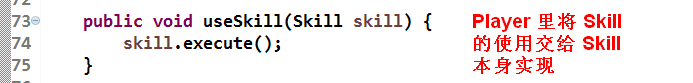 73 public void useSkill(Skill skill) { Player 里将 Skill
74 skill.execute(); 的使用交给 Skill
75 } 本身实现